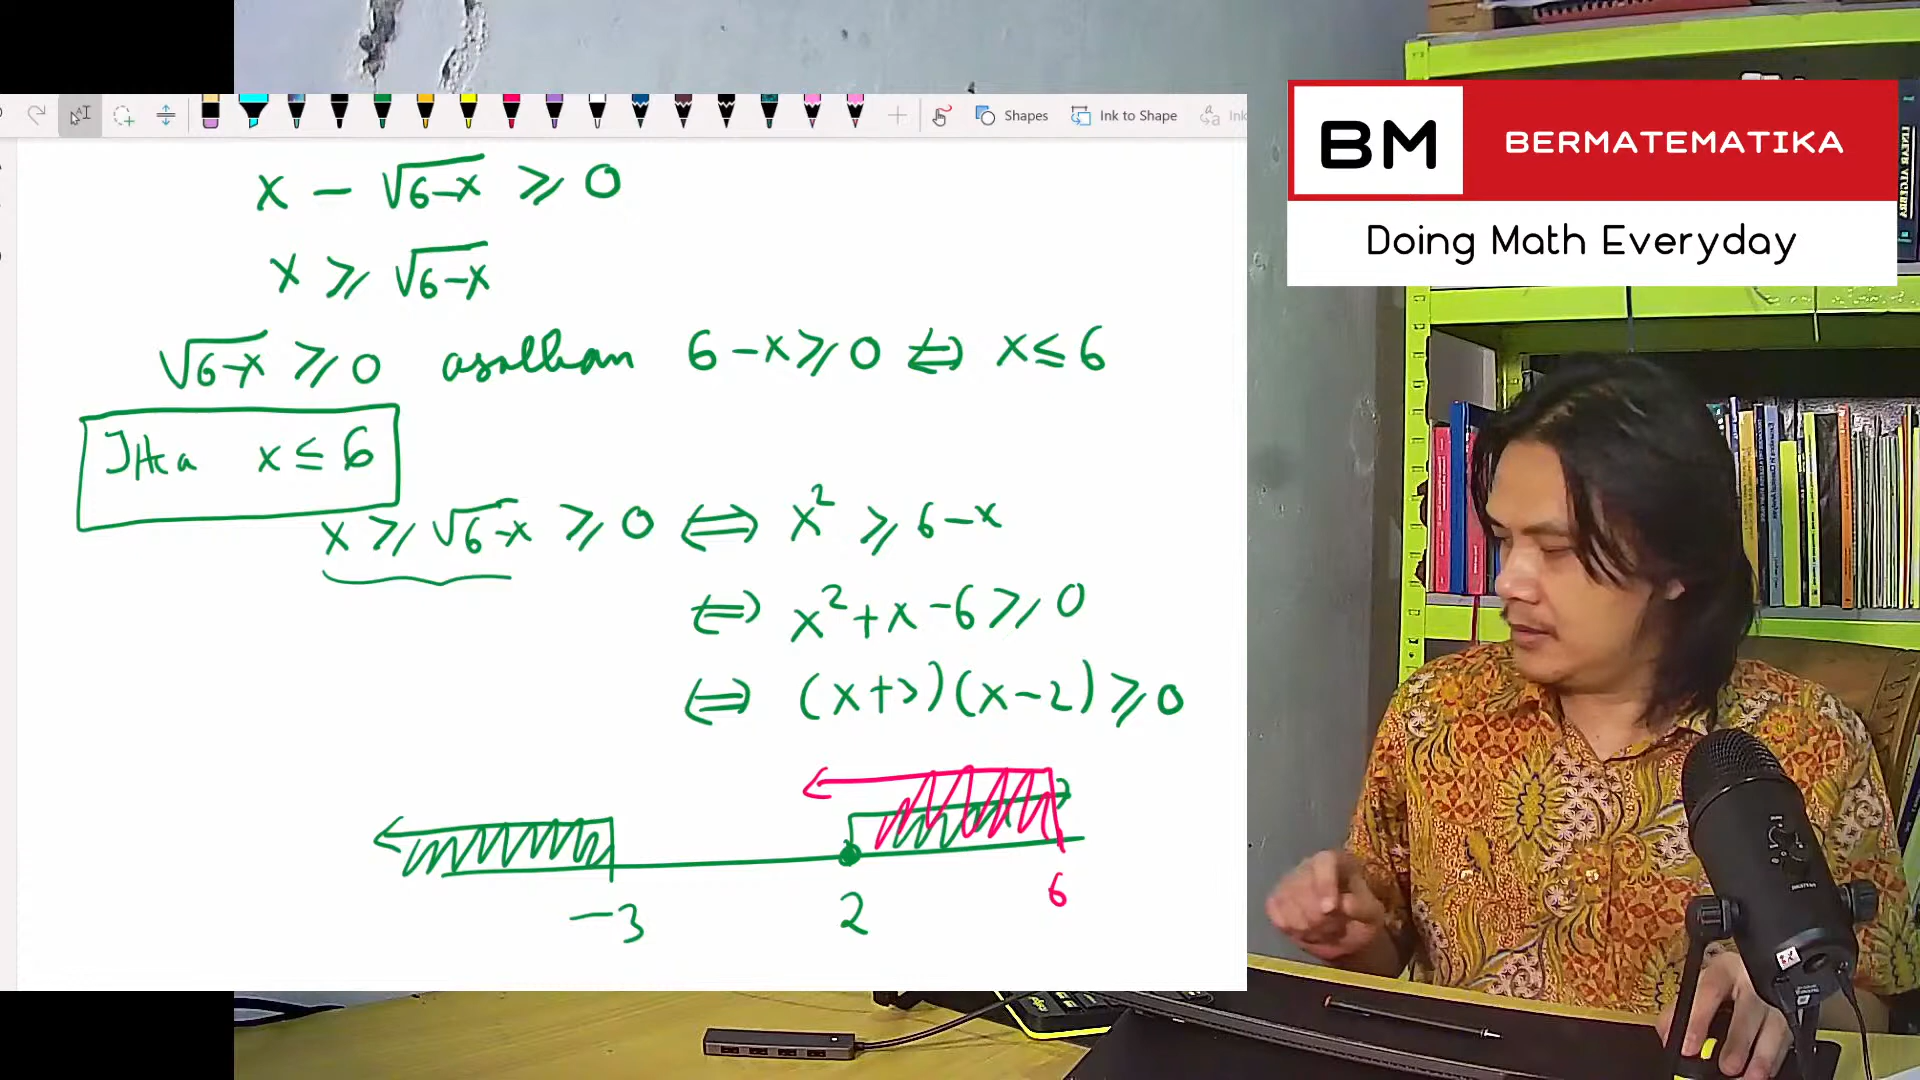 Shapes
Ink to Shape
Ink
BM
BERMATEMATIKA
Doing Math Everyday
x - √6-x ≥ 0
x ≥ √6-x
√6-x ≥ 0 asalkan 6-x ≥ 0 ⇔ x ≤ 6
Jika x ≤ 6
x ≥ √6-x ≥ 0 ⇔ x² ≥ 6-x
⇔ x²+x-6 ≥ 0
⇔ (x+3)(x-2) ≥ 0
-3 2 6